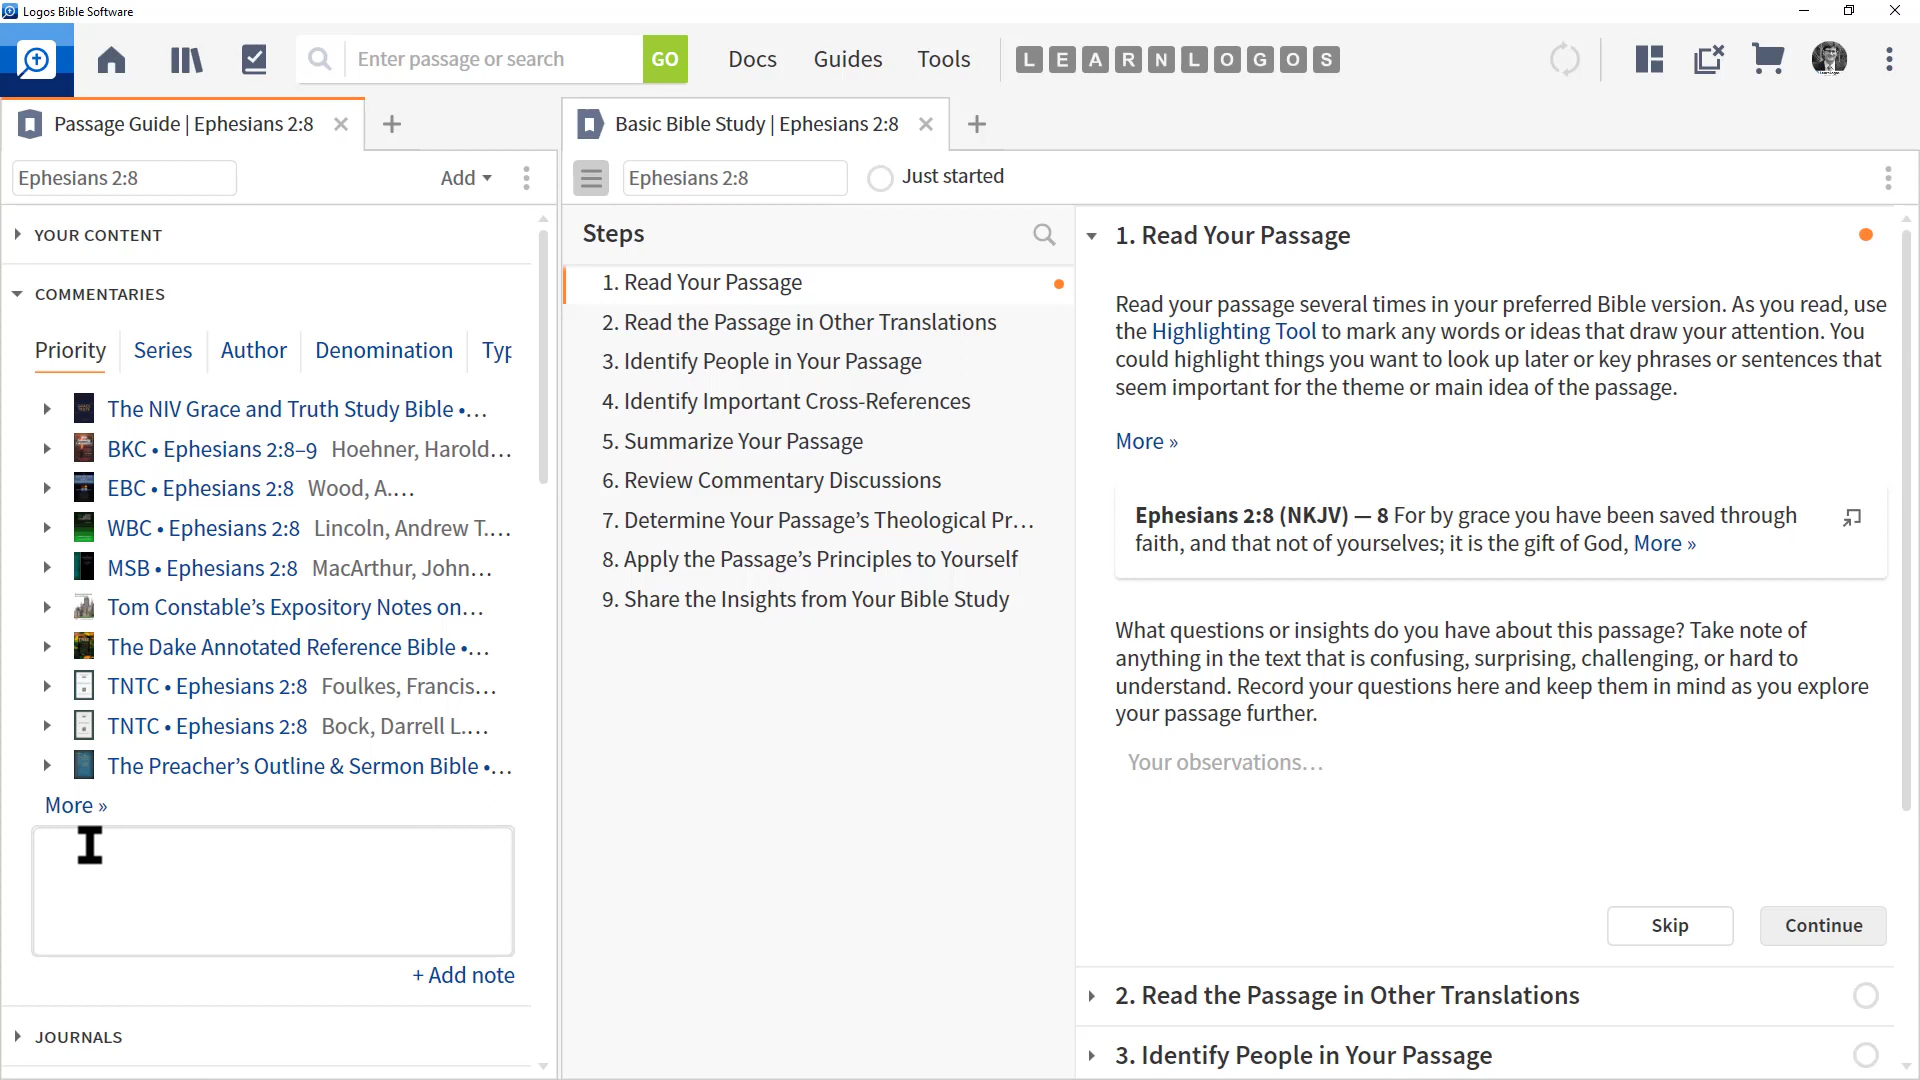 Logos Bible Software
Enter passage or search
GO
Docs
Guides
Tools
L E A R N L O G O S
Passage Guide | Ephesians 2:8
Basic Bible Study | Ephesians 2:8
Ephesians 2:8
Add
YOUR CONTENT
COMMENTARIES
Priority
Series
Author
Denomination
Typ
The NIV Grace and Truth Study Bible •…
BKC • Ephesians 2:8–9 Hoehner, Harold…
EBC • Ephesians 2:8 Wood, A.…
WBC • Ephesians 2:8 Lincoln, Andrew T.…
MSB • Ephesians 2:8 MacArthur, John…
Tom Constable’s Expository Notes on…
The Dake Annotated Reference Bible •…
TNTC • Ephesians 2:8 Foulkes, Francis…
TNTC • Ephesians 2:8 Bock, Darrell L.…
The Preacher’s Outline & Sermon Bible •…
More »
+ Add note
JOURNALS
Ephesians 2:8
Just started
Steps
1. Read Your Passage
2. Read the Passage in Other Translations
3. Identify People in Your Passage
4. Identify Important Cross-References
5. Summarize Your Passage
6. Review Commentary Discussions
7. Determine Your Passage’s Theological Pr…
8. Apply the Passage’s Principles to Yourself
9. Share the Insights from Your Bible Study
1. Read Your Passage
Read your passage several times in your preferred Bible version. As you read, use
the Highlighting Tool to mark any words or ideas that draw your attention. You
could highlight things you want to look up later or key phrases or sentences that
seem important for the theme or main idea of the passage.
More »
Ephesians 2:8 (NKJV) — 8 For by grace you have been saved through
faith, and that not of yourselves; it is the gift of God, More »
What questions or insights do you have about this passage? Take note of
anything in the text that is confusing, surprising, challenging, or hard to
understand. Record your questions here and keep them in mind as you explore
your passage further.
Your observations…
Skip
Continue
2. Read the Passage in Other Translations
3. Identify People in Your Passage